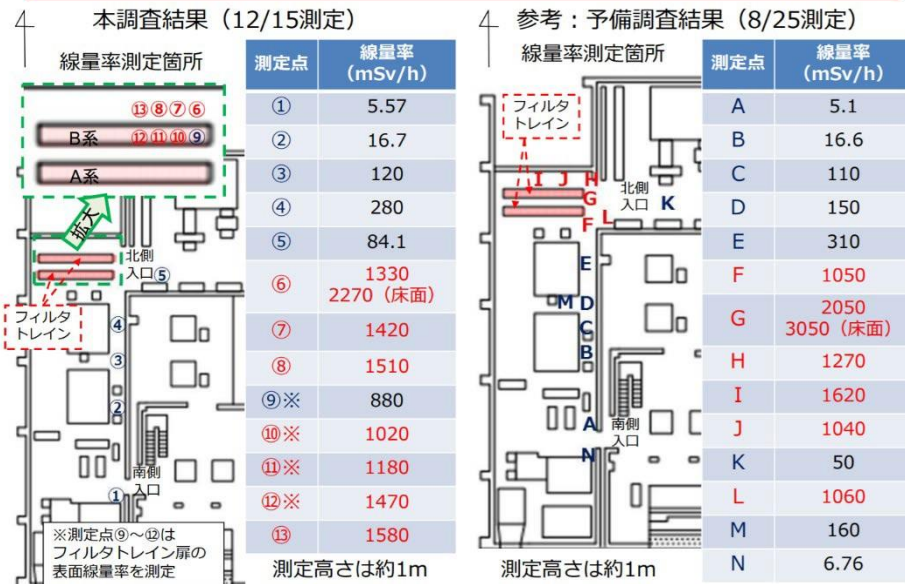 本調査結果（12/15測定）
線量率測定箇所
⑬⑧⑦⑥
B系 ⑫⑪⑩⑨
A系
拡大
北側
入口
⑤
フィルタ
トレイン
④
③
②
南側
入口
①
※測定点⑨～⑫は
フィルタトレイン扉の
表面線量率を測定
測定点 線量率（mSv/h）
① 5.57
② 16.7
③ 120
④ 280
⑤ 84.1
⑥ 1330
2270（床面）
⑦ 1420
⑧ 1510
⑨※ 880
⑩※ 1020
⑪※ 1180
⑫※ 1470
⑬ 1580
測定高さは約1m
参考：予備調査結果（8/25測定）
線量率測定箇所
フィルタ
トレイン
I J H
北側
入口
K
G
L
F
E
M D
C
B
南側
入口
A
N
測定高さは約1m
測定点 線量率（mSv/h）
A 5.1
B 16.6
C 110
D 150
E 310
F 1050
G 2050
3050（床面）
H 1270
I 1620
J 1040
K 50
L 1060
M 160
N 6.76